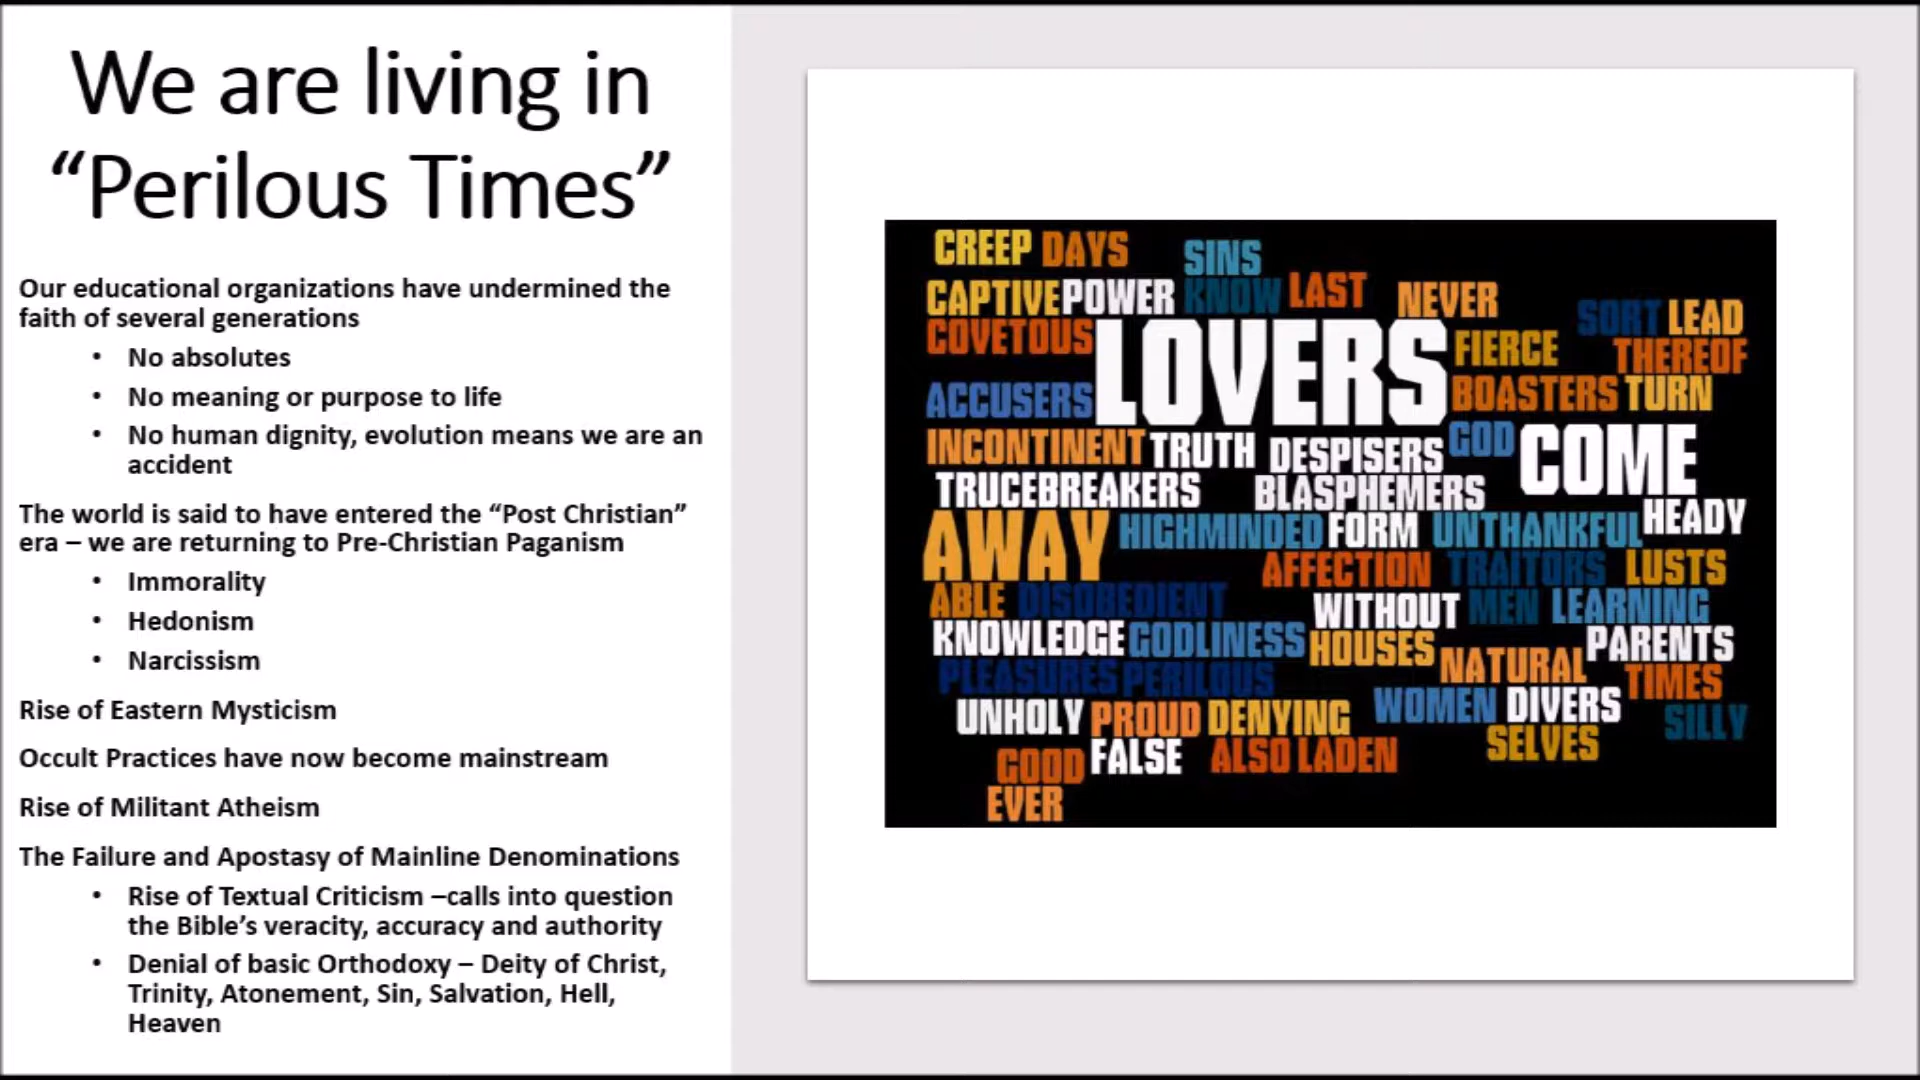 We are living in
“Perilous Times”
Our educational organizations have undermined the
faith of several generations
• No absolutes
• No meaning or purpose to life
• No human dignity, evolution means we are an
accident
The world is said to have entered the “Post Christian”
era – we are returning to Pre-Christian Paganism
• Immorality
• Hedonism
• Narcissism
Rise of Eastern Mysticism
Occult Practices have now become mainstream
Rise of Militant Atheism
The Failure and Apostasy of Mainline Denominations
• Rise of Textual Criticism –calls into question
the Bible’s veracity, accuracy and authority
• Denial of basic Orthodoxy – Deity of Christ,
Trinity, Atonement, Sin, Salvation, Hell,
Heaven
CREEP DAYS SINS
CAPTIVE POWER KNOW LAST NEVER SORT LEAD
COVETOUS LOVERS FIERCE THEREOF
ACCUSERS BOASTERS TURN
INCONTINENT TRUTH DESPISERS GOD COME
TRUCEBREAKERS BLASPHEMERS
AWAY HIGHMINDED FORM UNTHANKFUL HEADY
AFFECTION TRAITORS LUSTS
ABLE DISOBEDIENT WITHOUT MEN LEARNING
KNOWLEDGE GODLINESS HOUSES PARENTS
PLEASURES PERILOUS NATURAL TIMES
UNHOLY PROUD DENYING WOMEN DIVERS SILLY
GOOD FALSE ALSO LADEN SELVES
EVER